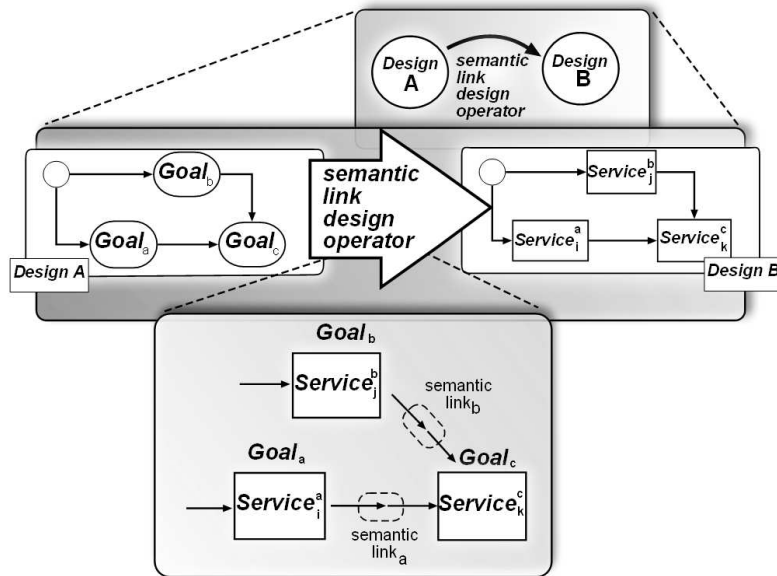 Design
A
semantic
link
design
operator
Design
B
Goal b
Goal a
Goal c
Design A
semantic
link
design
operator
Service b j
Service a i
Service c k
Design B
Goal b
Service b j
semantic
link b
Goal a
Goal c
Service a i
Service c k
semantic
link a